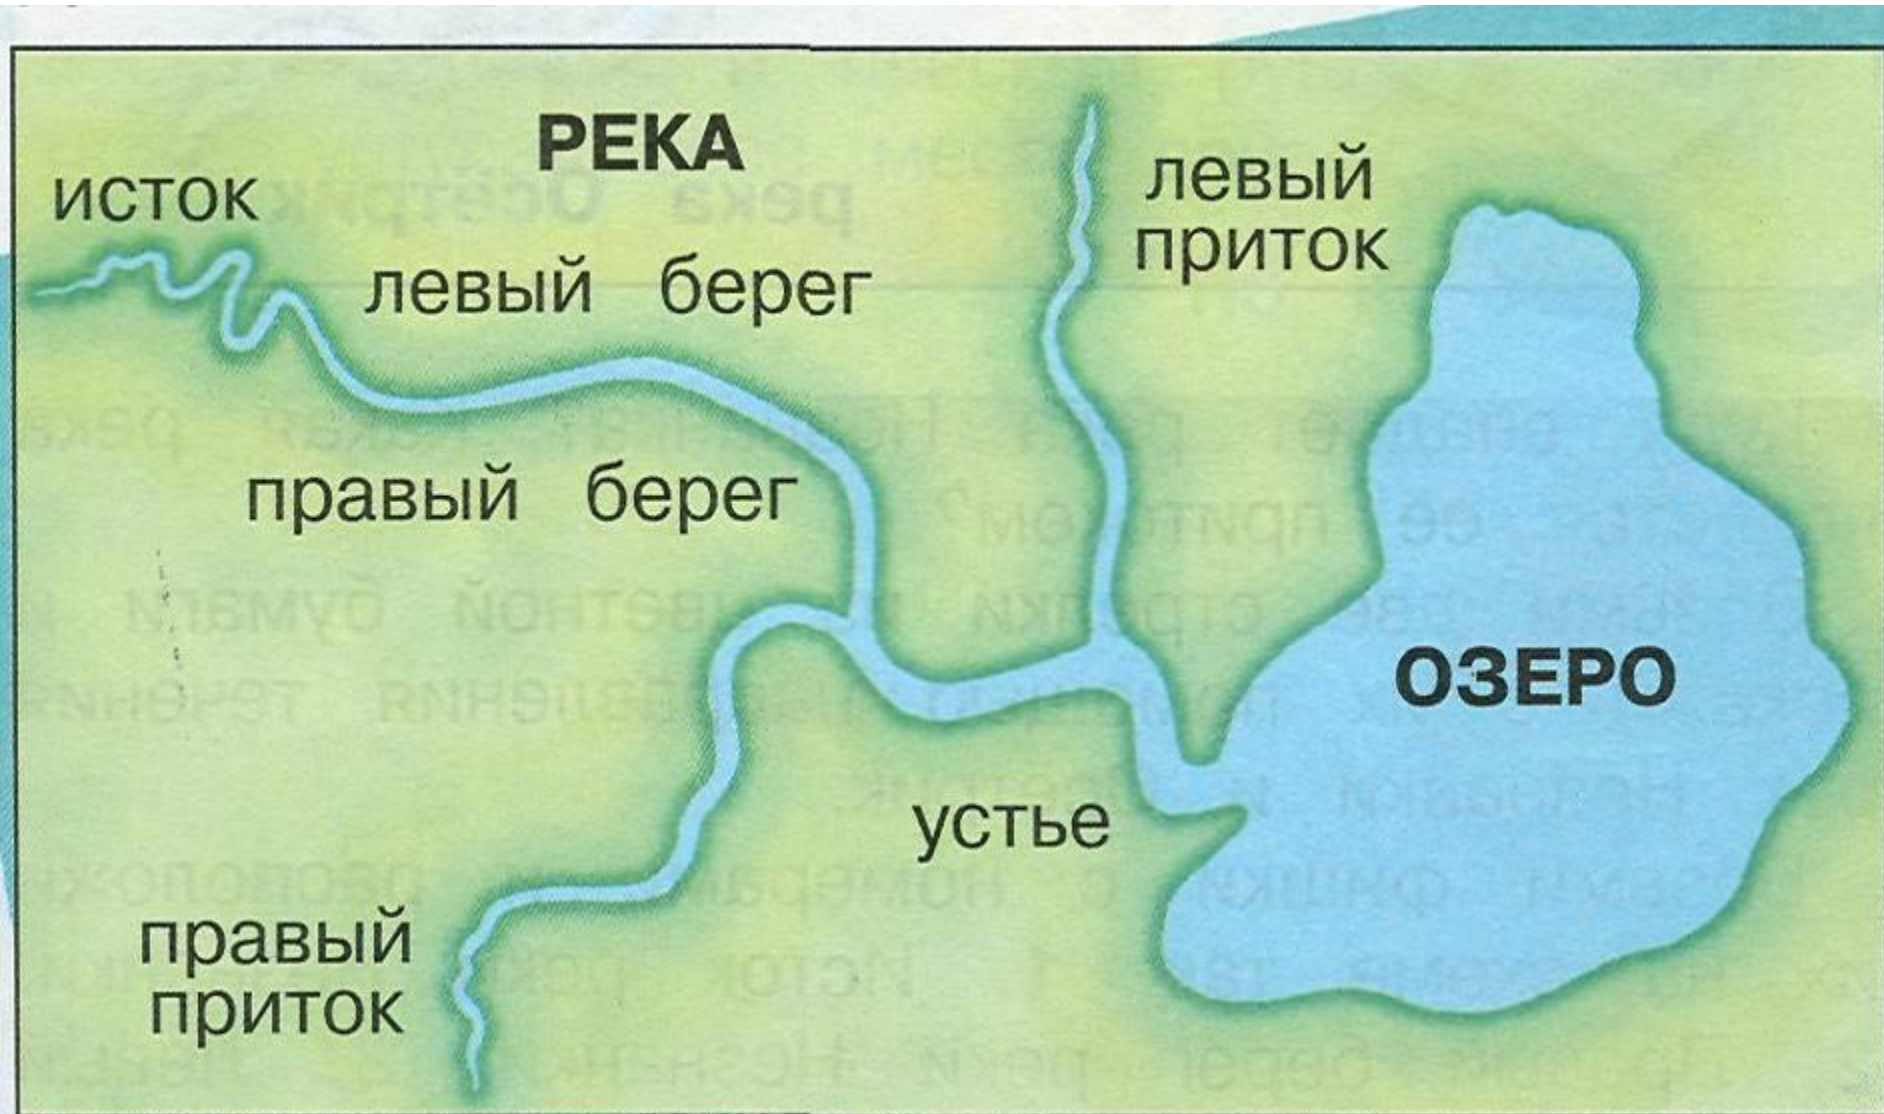 РЕКА
исток
левый берег
левый
приток
правый берег
ОЗЕРО
устье
правый
приток